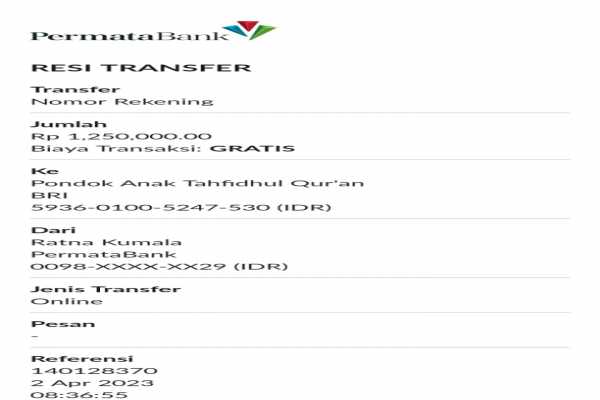 PermataBank
RESI TRANSFER
Transfer
Nomor Rekening
Jumlah
Rp 1,250,000.00
Biaya Transaksi: GRATIS
Ke
Pondok Anak Tahfidhul Qur'an
BRI
5936-0100-5247-530 (IDR)
Dari
Ratna Kumala
PermataBank
0098-XXXX-XX29 (IDR)
Jenis Transfer
Online
Pesan
-
Referensi
140128370
2 Apr 2023
08:36:55